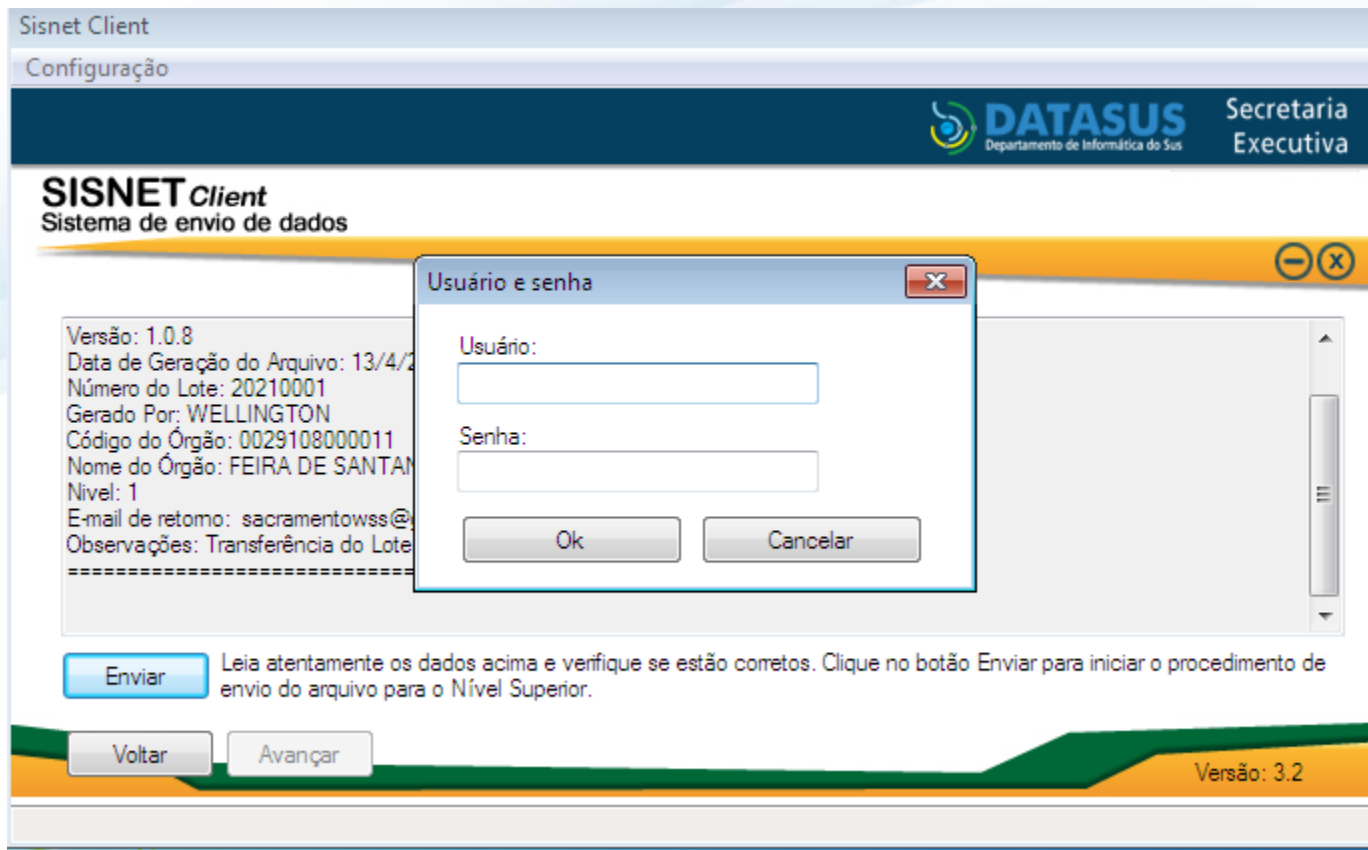 Sisnet Client
Configuração
DATASUS
Departamento de Informática do Sus
Secretaria
Executiva
SISNET Client
Sistema de envio de dados
Usuário e senha
Usuário:
Senha:
Ok
Cancelar
Versão: 1.0.8
Data de Geração do Arquivo: 13/4/2
Número do Lote: 20210001
Gerado Por: WELLINGTON
Código do Órgão: 0029108000011
Nome do Órgão: FEIRA DE SANTAN
Nivel: 1
E-mail de retorno: sacramentowss@
Observações: Transferência do Lote
==============================
Enviar
Leia atentamente os dados acima e verifique se estão corretos. Clique no botão Enviar para iniciar o procedimento de
envio do arquivo para o Nível Superior.
Voltar
Avançar
Versão: 3.2